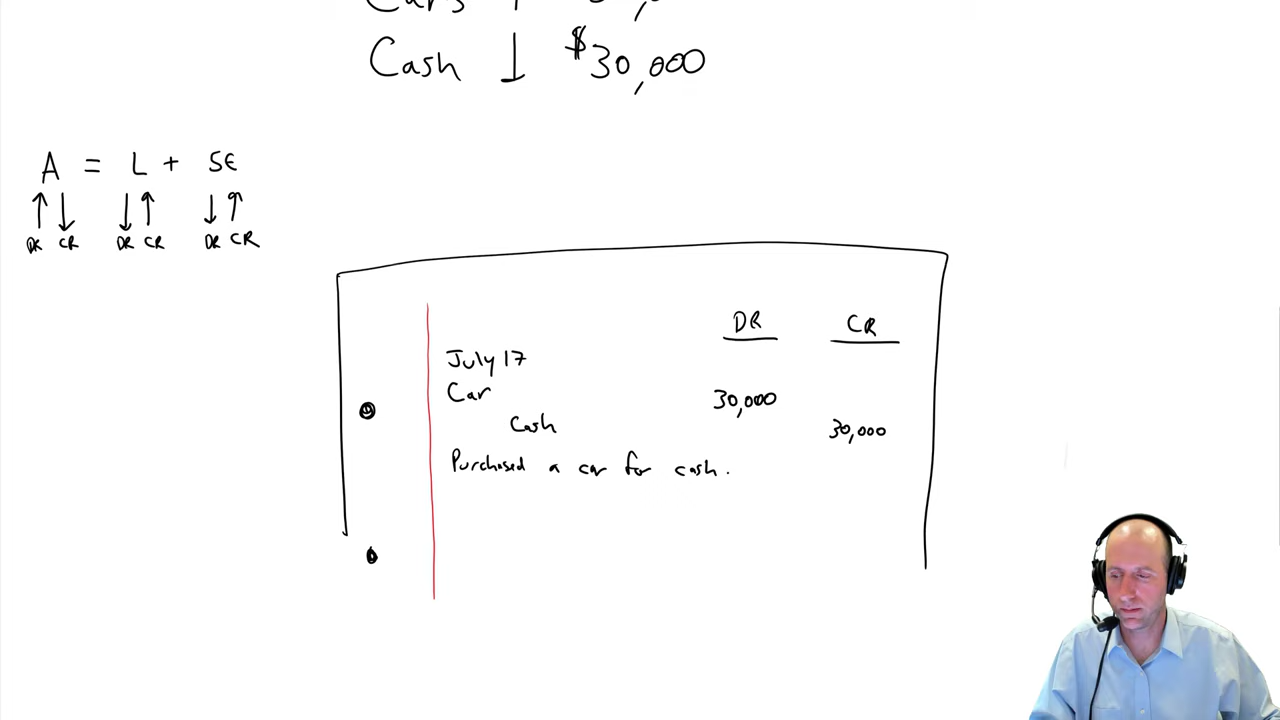 Cars
Cash ↓ $30,000
A = L + SE
↑ ↓ ↓ ↑ ↓ ↑
DR CR DR CR DR CR
DR CR
July 17
Car 30,000
Cash 30,000
Purchased a car for cash.